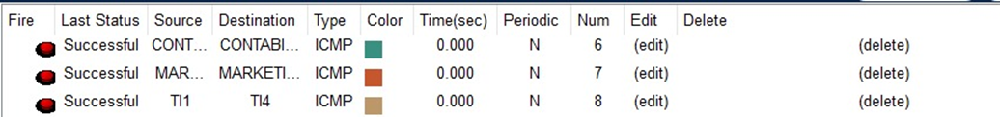 Fire Last Status Source Destination Type Color Time(sec) Periodic Num Edit Delete
Successful CONT... CONTABI... ICMP 0.000 N 6 (edit) (delete)
Successful MAR... MARKETI... ICMP 0.000 N 7 (edit) (delete)
Successful TI1 TI4 ICMP 0.000 N 8 (edit) (delete)